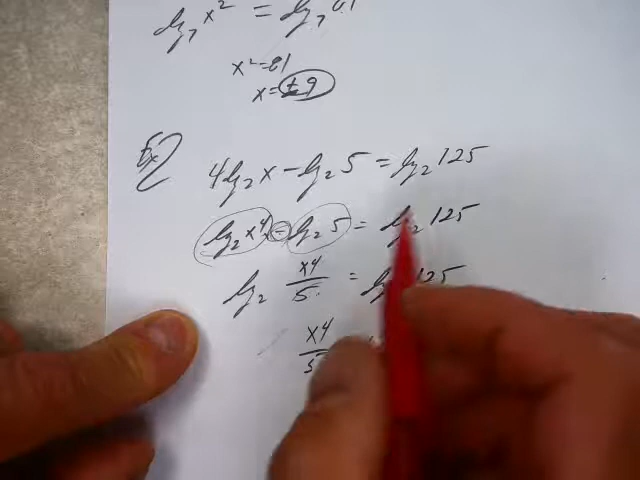 log₇ x² = log₇ 81
x² = 81
x = ±9
Ex
4 log₂ x − log₂ 5 = log₂ 125
log₂ x⁴ − log₂ 5 = log₂ 125
log₂ x⁴/5 = log₂ 125
x⁴/5